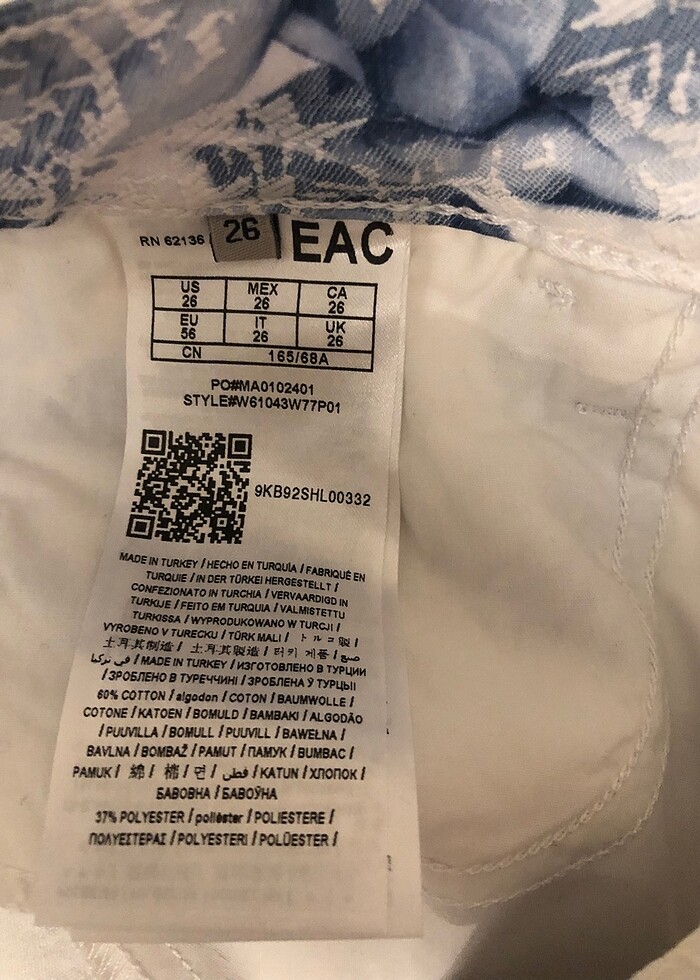 RN 62136 26 EAC
US 26 MEX 26 CA 26
EU 56 IT 26 UK 26
CN 165/68A
PO#MA0102401
STYLE#W61043W77P01
9KB92SHL00332
MADE IN TURKEY / HECHO EN TURQUÍA / FABRIQUÉ EN
TURQUIE / IN DER TÜRKEI HERGESTELLT /
CONFEZIONATO IN TURCHIA / VERVAARDIGD IN
TURKIJE / FEITO EM TURQUIA / VALMISTETTU
TURKISSA / WYPRODUKOWANO W TURCJI /
VYROBENO V TURECKU / TÜRK MALI / トルコ製 /
土耳其制造 / 土耳其製造 / 터키 제품 / صنع
في تركيا / MADE IN TURKEY / ИЗГОТОВЛЕНО В ТУРЦИИ
/ ЗРОБЛЕНО В ТУРЕЧЧИНІ / ЗРОБЛЕНА Ў ТУРЦЫІ
60% COTTON / algodon / COTON / BAUMWOLLE /
COTONE / KATOEN / BOMULD / BAMBAKI / ALGODÃO
/ PUUVILLA / BOMULL / PUUVILL / BAWEŁNA /
BAVLNA / BOMBAŽ / PAMUT / ПАМУК / BUMBAC /
PAMUK / 綿 / 棉 / 면 / قطن / KATUN / ХЛОПОК /
БАВОВНА / БАВОЎНА
37% POLYESTER / poliéster / POLIESTERE /
ΠΟΛΥΕΣΤΕΡΑΣ / POLYESTERI / POLÜESTER /